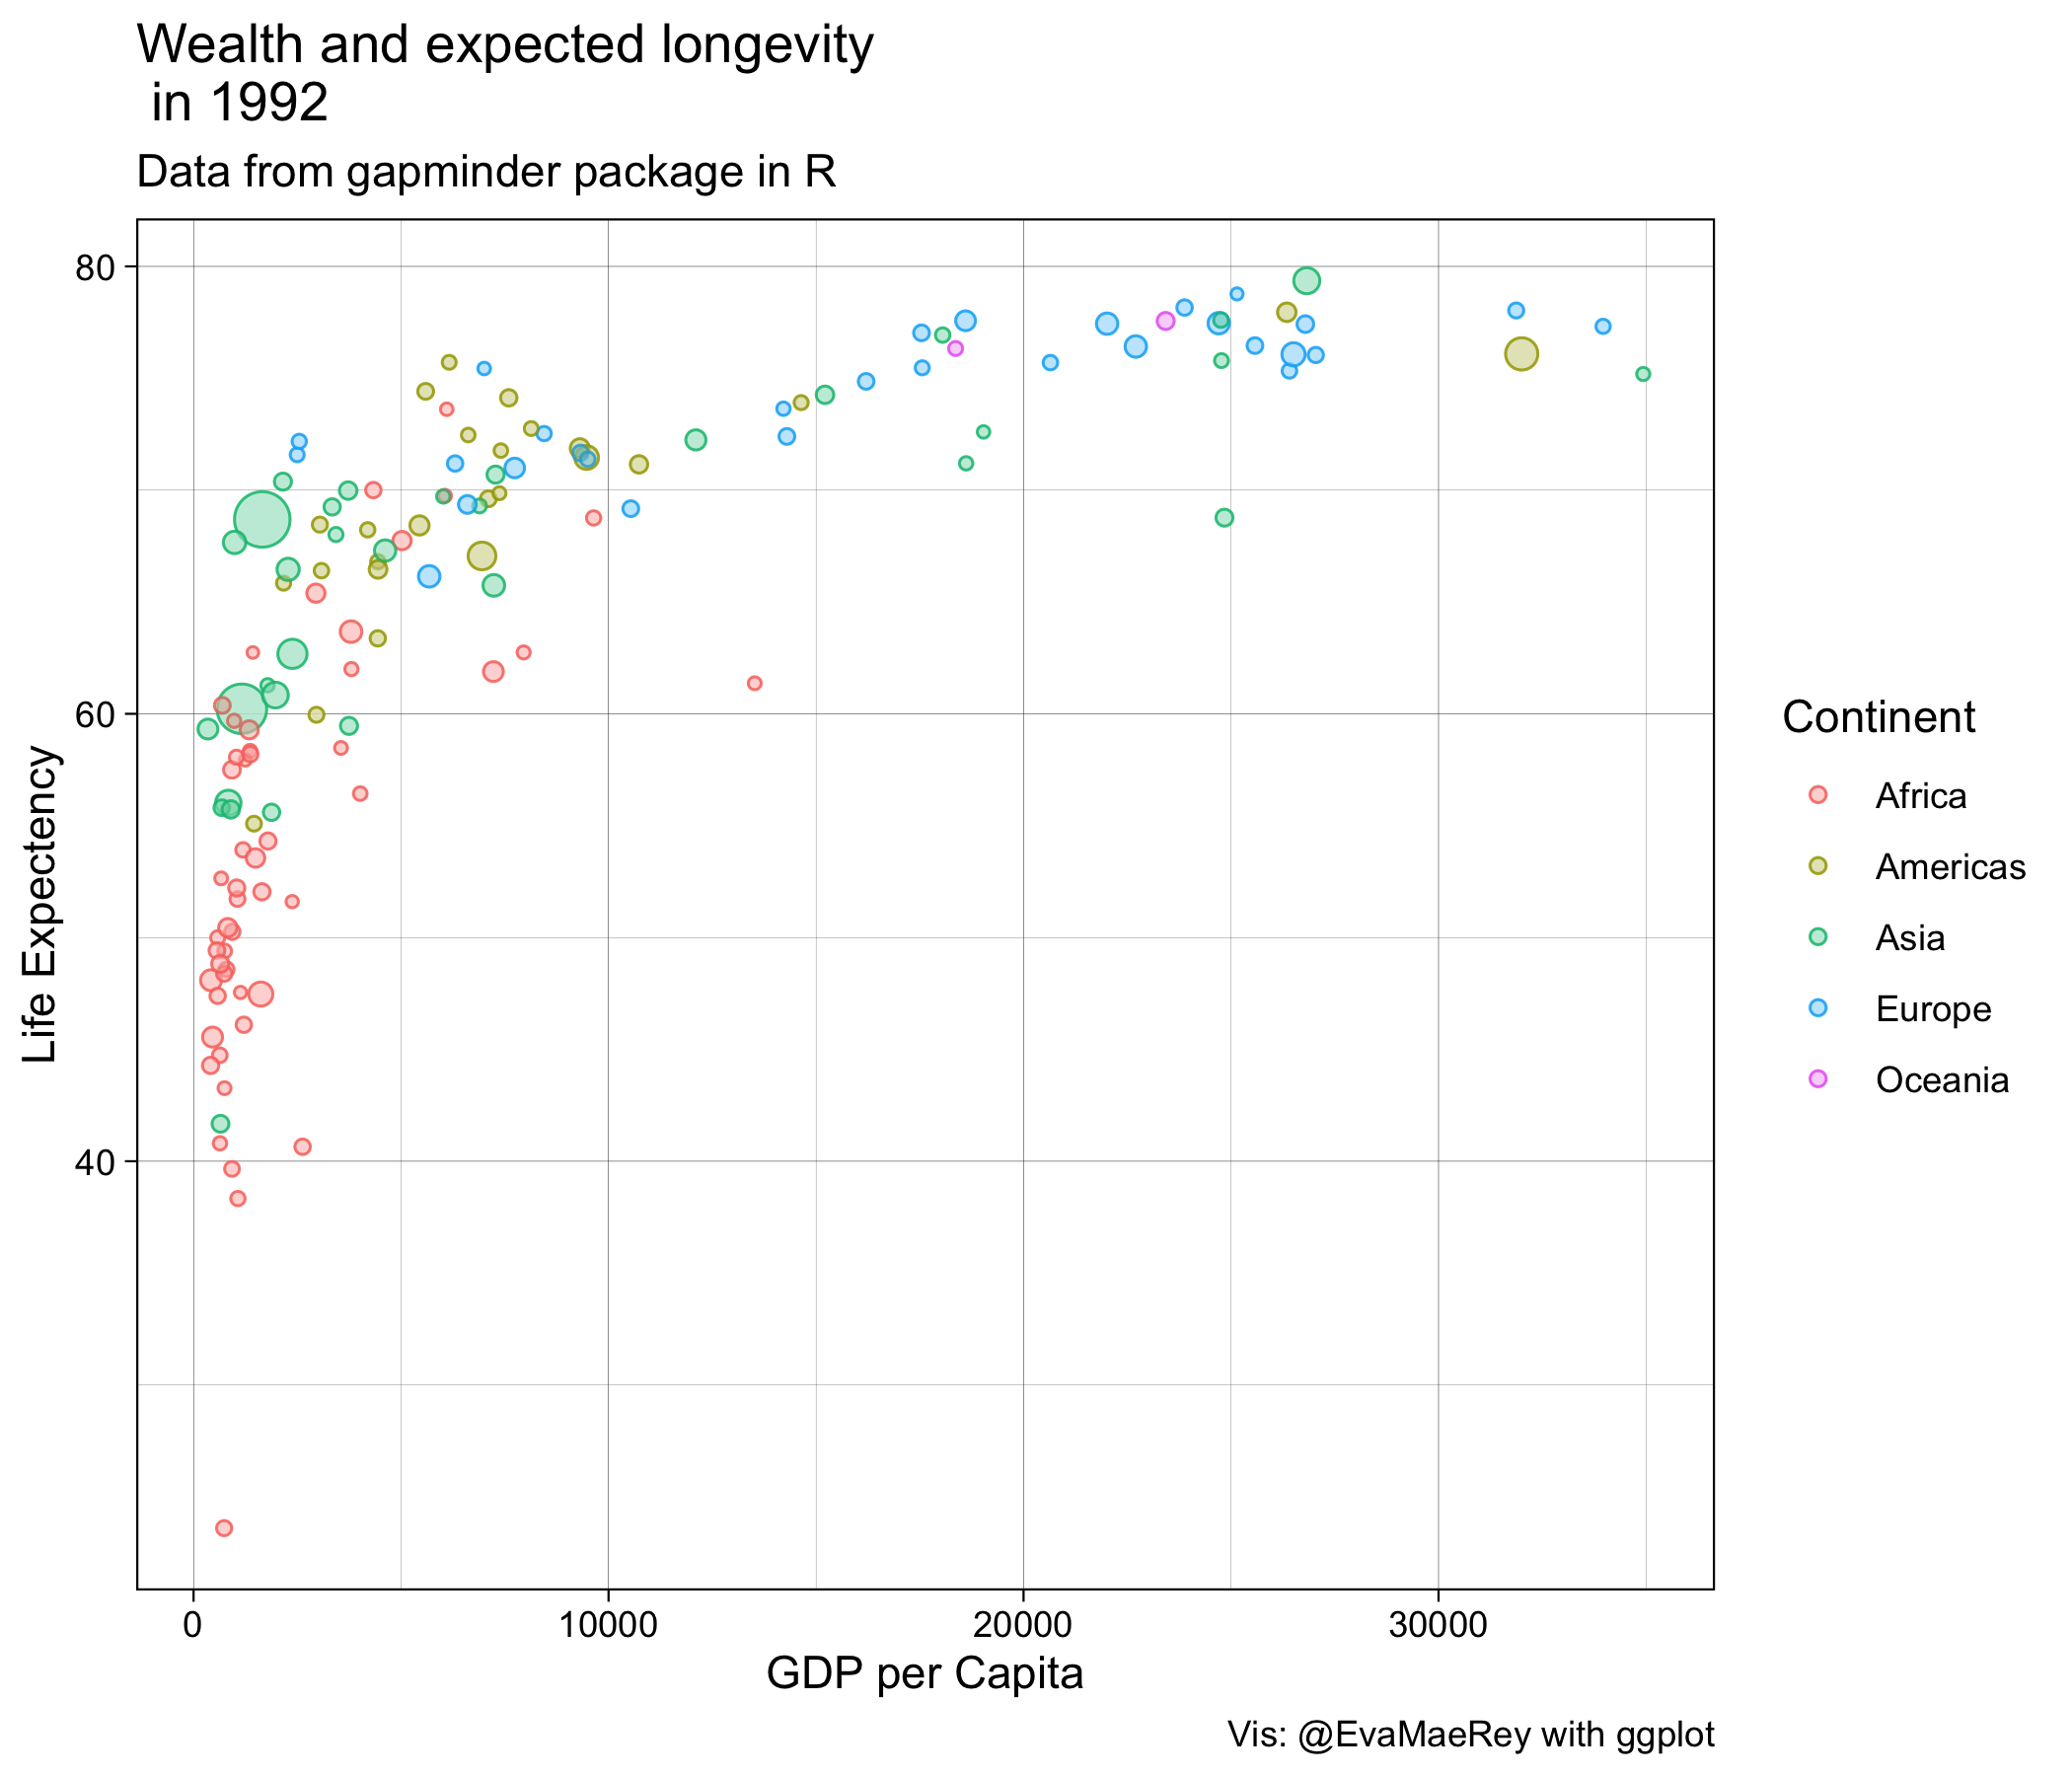 Wealth and expected longevity
in 1992
Data from gapminder package in R
80
60
40
Life Expectency
0 10000 20000 30000
GDP per Capita
Continent
Africa
Americas
Asia
Europe
Oceania
Vis: @EvaMaeRey with ggplot